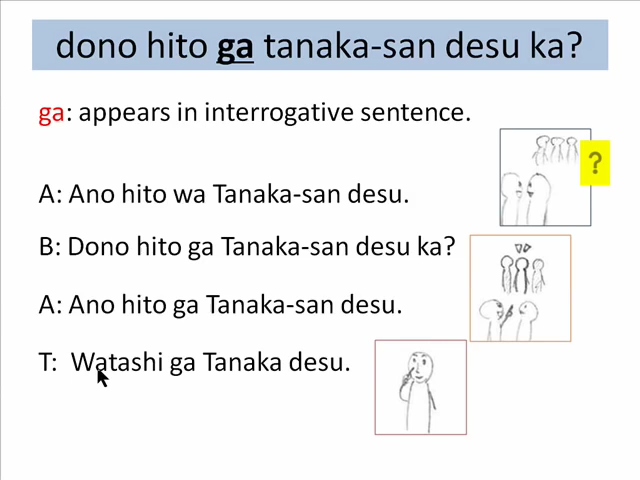 dono hito ga tanaka-san desu ka?
ga: appears in interrogative sentence.
?
A: Ano hito wa Tanaka-san desu.
B: Dono hito ga Tanaka-san desu ka?
A: Ano hito ga Tanaka-san desu.
T: Watashi ga Tanaka desu.